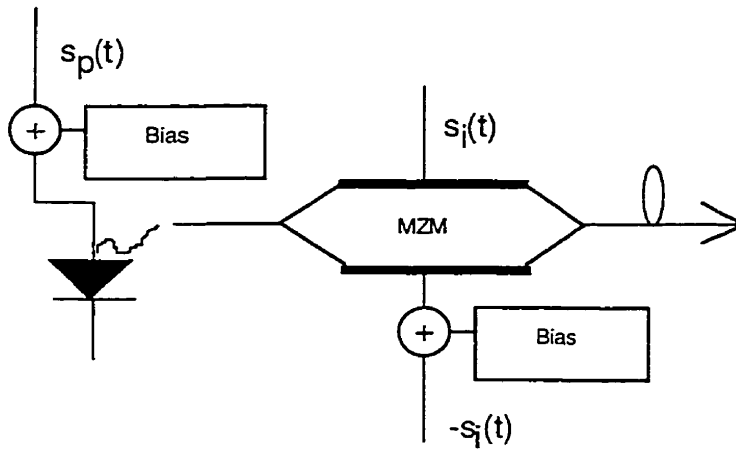 s_p(t)
+
Bias
s_i(t)
MZM
+
Bias
-s_i(t)